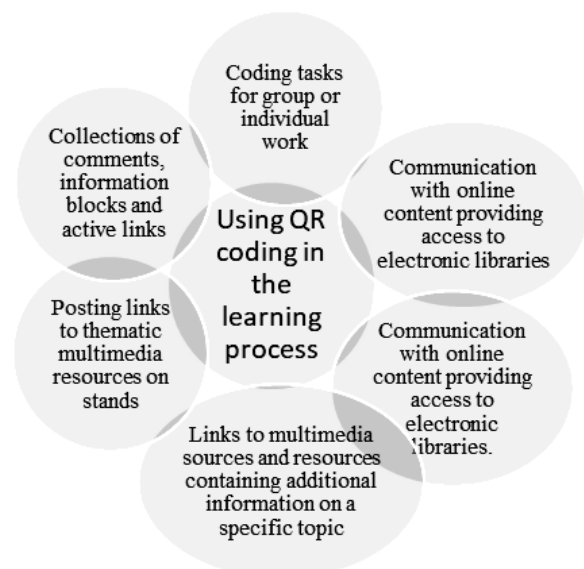 Coding tasks
for group or
individual
work
Collections of
comments,
information
blocks and
active links
Communication
with online
content providing
access to
electronic libraries
Using QR
coding in
the
learning
process
Posting links
to thematic
multimedia
resources on
stands
Communication
with online
content providing
access to
electronic
libraries.
Links to multimedia
sources and resources
containing additional
information on a
specific topic